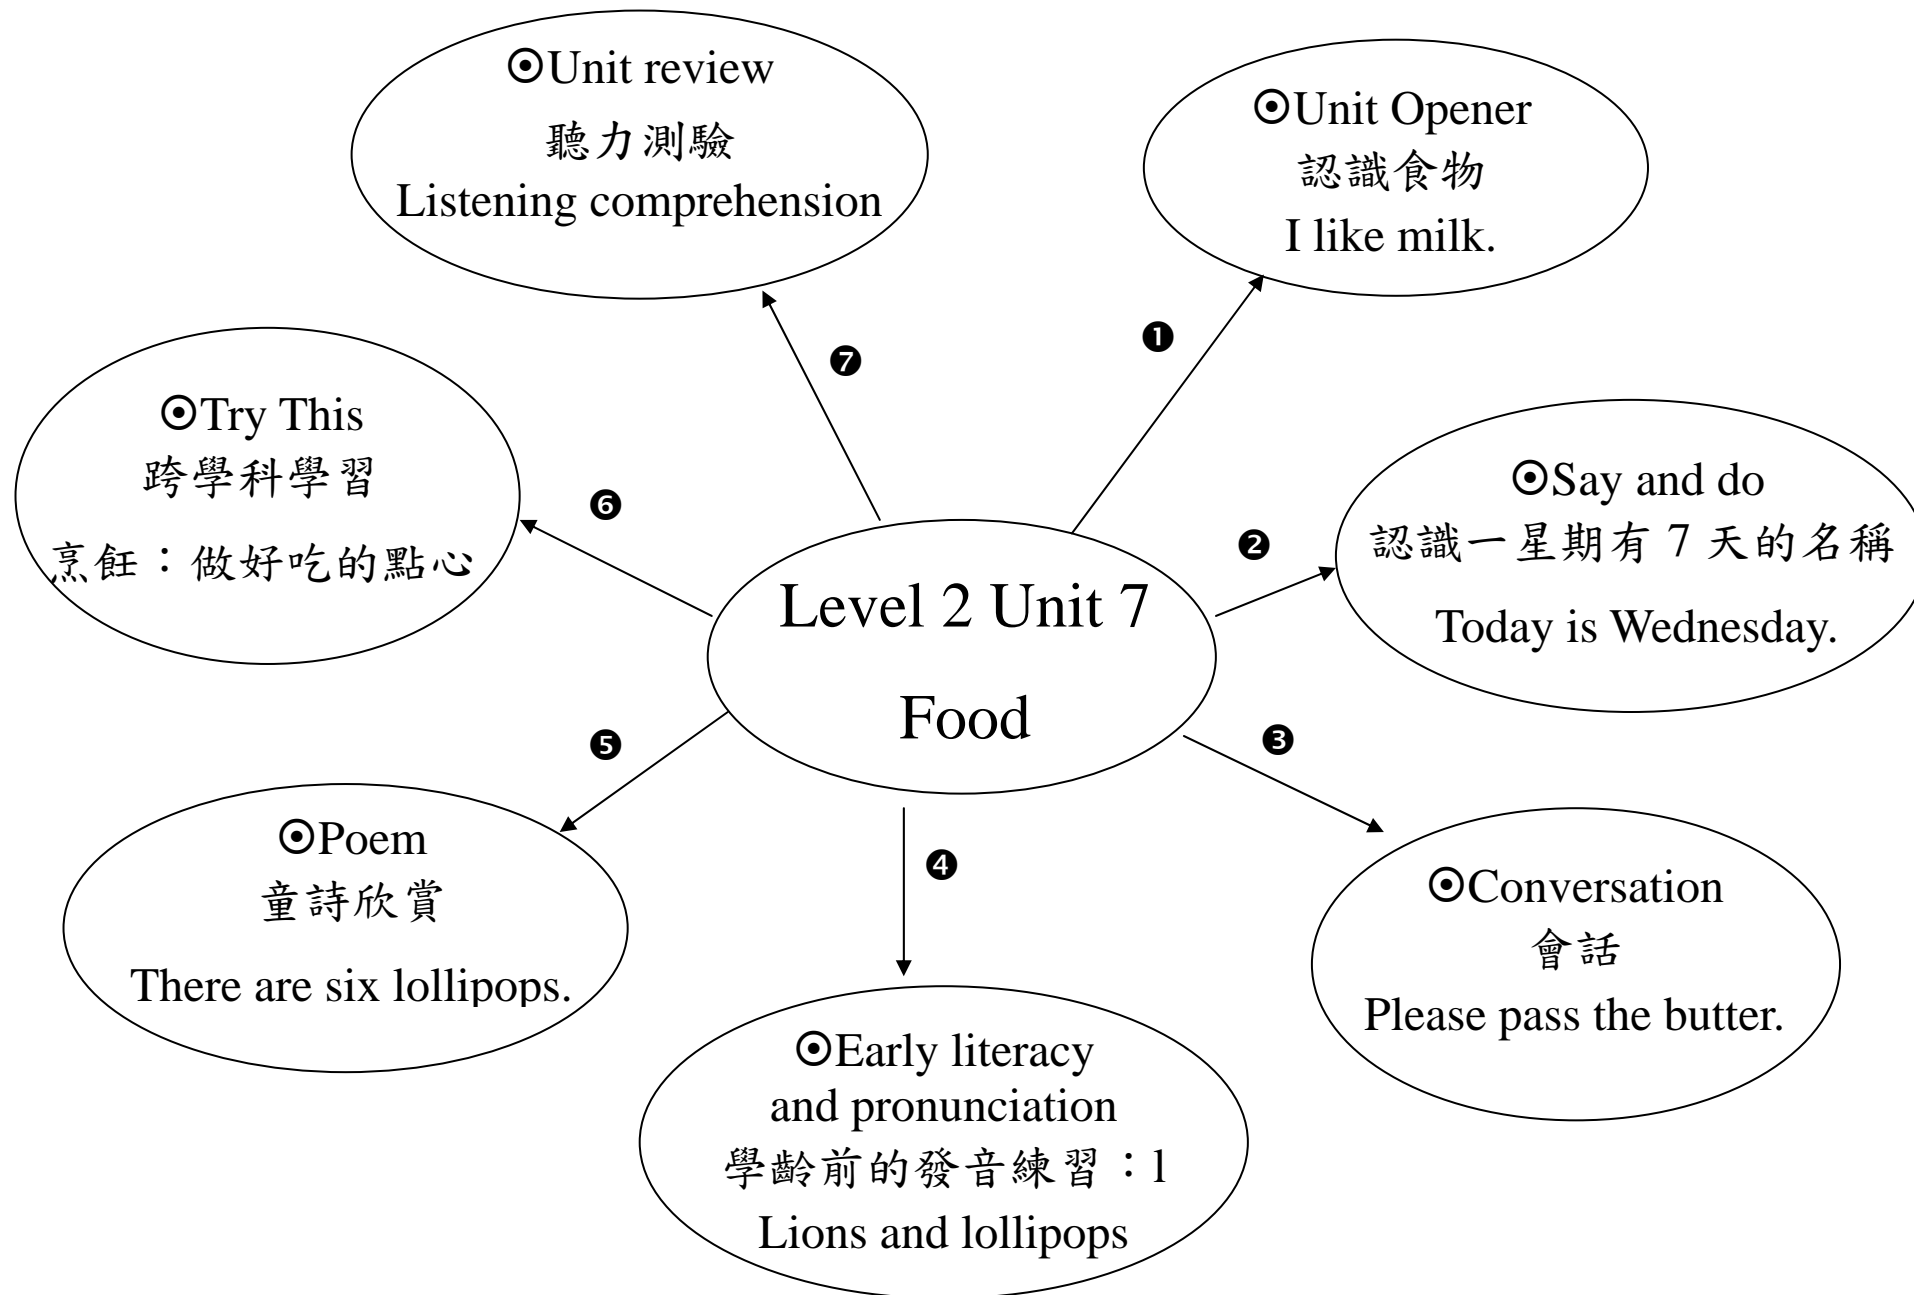 Level 2 Unit 7
Food
❶
⊙Unit Opener
認識食物
I like milk.
❷
⊙Say and do
認識一星期有 7 天的名稱
Today is Wednesday.
❸
⊙Conversation
會話
Please pass the butter.
❹
⊙Early literacy
and pronunciation
學齡前的發音練習：l
Lions and lollipops
❺
⊙Poem
童詩欣賞
There are six lollipops.
❻
⊙Try This
跨學科學習
烹飪：做好吃的點心
❼
⊙Unit review
聽力測驗
Listening comprehension